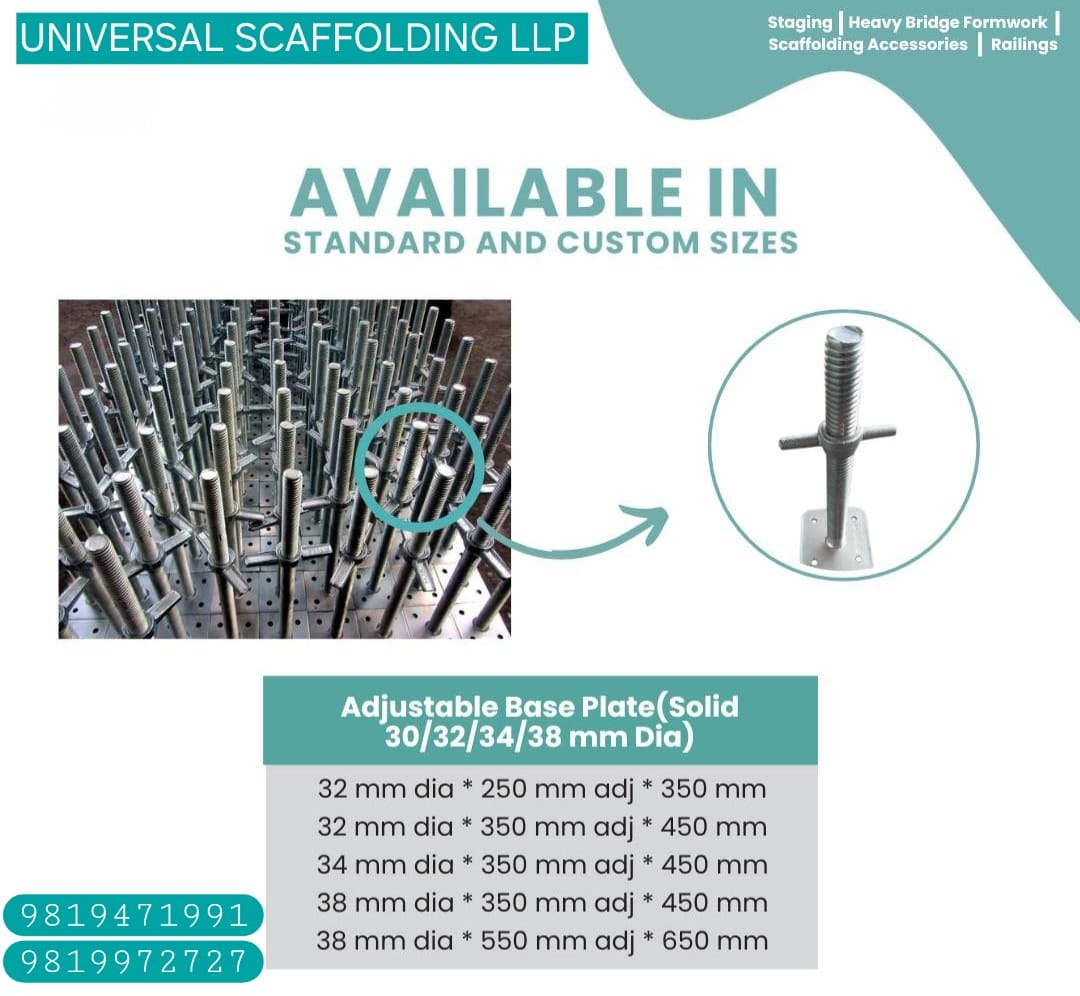 UNIVERSAL SCAFFOLDING LLP
Staging | Heavy Bridge Formwork |
Scaffolding Accessories | Railings
AVAILABLE IN
STANDARD AND CUSTOM SIZES
Adjustable Base Plate(Solid
30/32/34/38 mm Dia)
32 mm dia * 250 mm adj * 350 mm
32 mm dia * 350 mm adj * 450 mm
34 mm dia * 350 mm adj * 450 mm
38 mm dia * 350 mm adj * 450 mm
38 mm dia * 550 mm adj * 650 mm
9819471991
9819972727